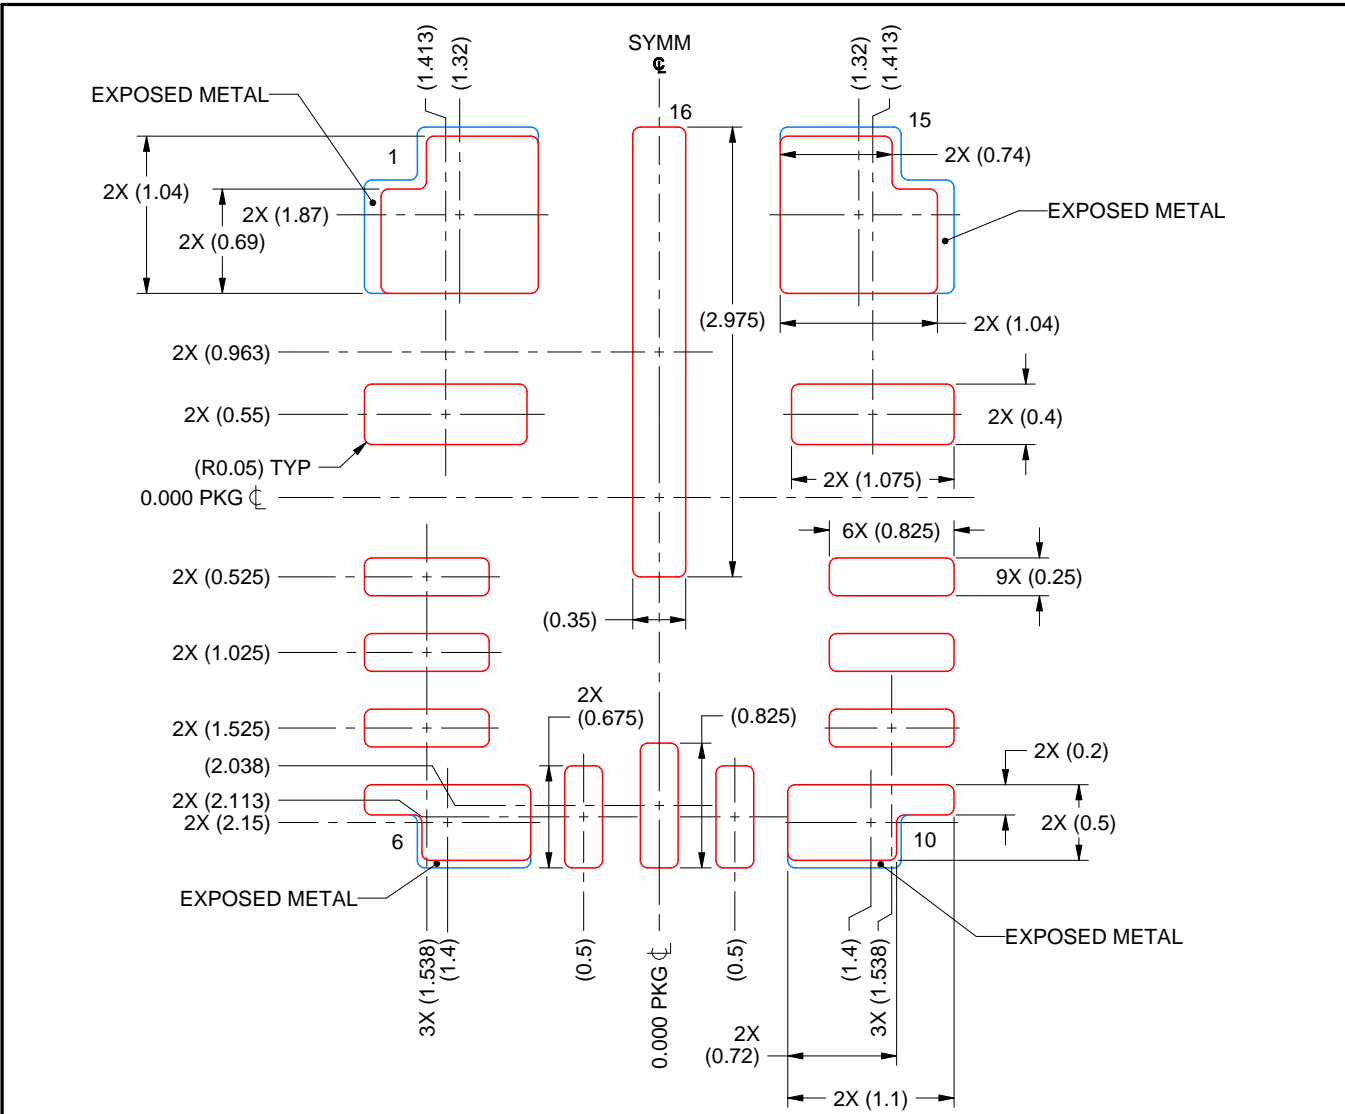 (1.413)
(1.32)
SYMM
℄
(1.32)
(1.413)
EXPOSED METAL
16
15
1
2X (0.74)
2X (1.04)
2X (1.87)
EXPOSED METAL
2X (0.69)
(2.975)
2X (1.04)
2X (0.963)
2X (0.55)
2X (0.4)
(R0.05) TYP
2X (1.075)
0.000 PKG ℄
6X (0.825)
2X (0.525)
9X (0.25)
(0.35)
2X (1.025)
2X
(0.675)
(0.825)
2X (1.525)
2X (0.2)
(2.038)
2X (2.113)
2X (2.15)
2X (0.5)
6
10
EXPOSED METAL
EXPOSED METAL
3X (1.538)
(1.4)
(0.5)
0.000 PKG ℄
(0.5)
(1.4)
3X (1.538)
2X
(0.72)
2X (1.1)